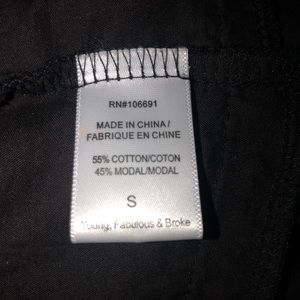 RN#106691
MADE IN CHINA/
FABRIQUE EN CHINE
55% COTTON/COTON
45% MODAL/MODAL
S
Young, Fabulous & Broke